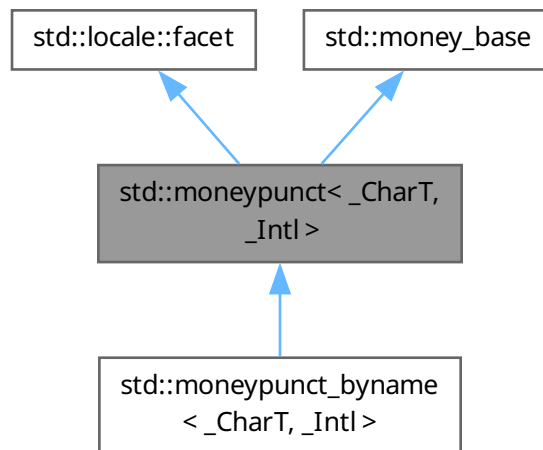 std::locale::facet
std::money_base
std::moneypunct< _CharT,
_Intl >
std::moneypunct_byname
< _CharT, _Intl >